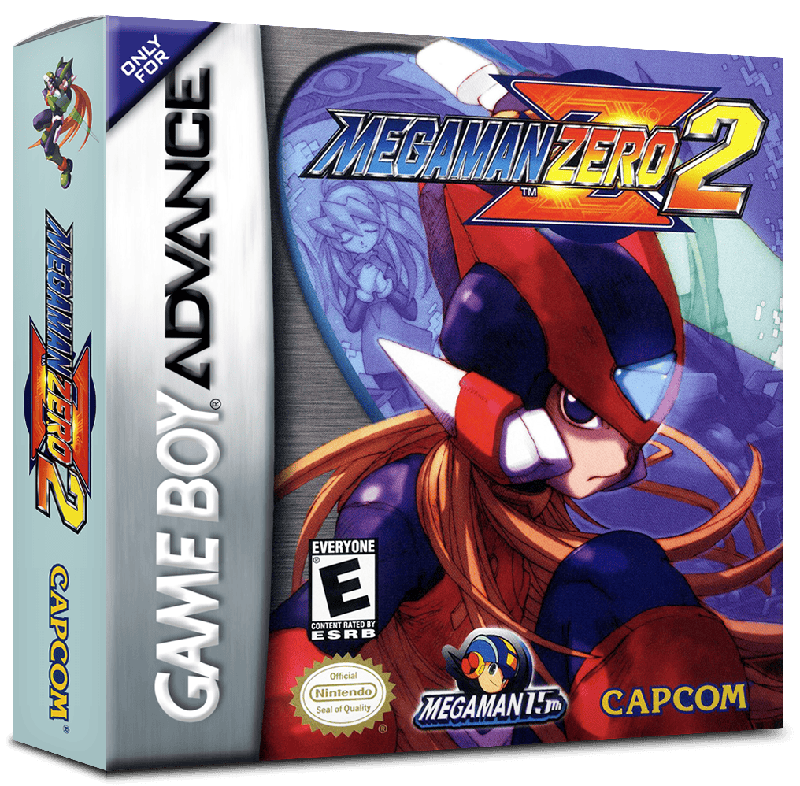 ONLY
FOR
GAME BOY ADVANCE
®
MEGAMAN ZERO 2
TM
EVERYONE
®
E
CONTENT RATED BY
ESRB
Official
Nintendo
Seal of Quality
®
MEGAMAN 15th
CAPCOM
MEGAMAN ZERO 2
CAPCOM
®